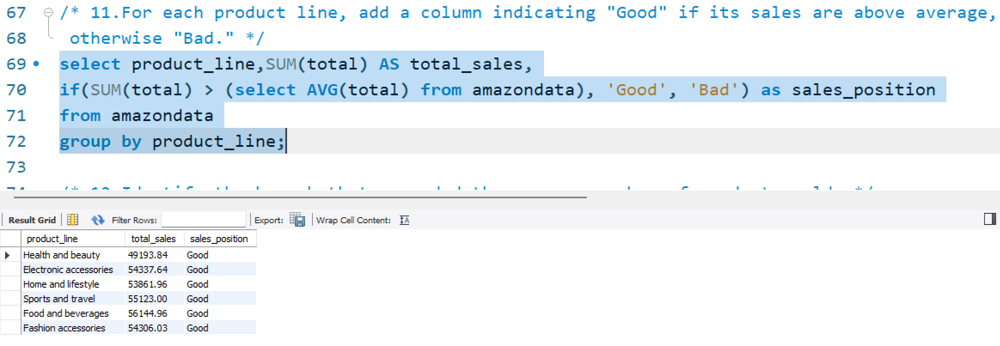 67 /* 11.For each product line, add a column indicating "Good" if its sales are above average,
68 otherwise "Bad." */
69 select product_line,SUM(total) AS total_sales,
70 if(SUM(total) > (select AVG(total) from amazondata), 'Good', 'Bad') as sales_position
71 from amazondata
72 group by product_line;
73
Result Grid Filter Rows: Export: Wrap Cell Content: IA
product_line total_sales sales_position
Health and beauty 49193.84 Good
Electronic accessories 54337.64 Good
Home and lifestyle 53861.96 Good
Sports and travel 55123.00 Good
Food and beverages 56144.96 Good
Fashion accessories 54306.03 Good